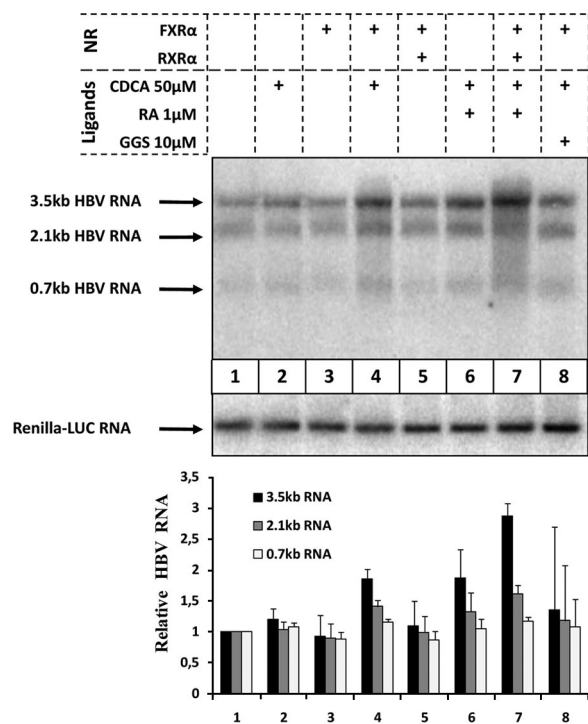 NR
FXRα + + + +
RXRα + +
Ligands
CDCA 50μM + + + + +
RA 1μM + +
GGS 10μM +
3.5kb HBV RNA
2.1kb HBV RNA
0.7kb HBV RNA
1 2 3 4 5 6 7 8
Renilla-LUC RNA
Relative HBV RNA
3,5
3
2,5
2
1,5
1
0,5
0
3.5kb RNA
2.1kb RNA
0.7kb RNA
1 2 3 4 5 6 7 8